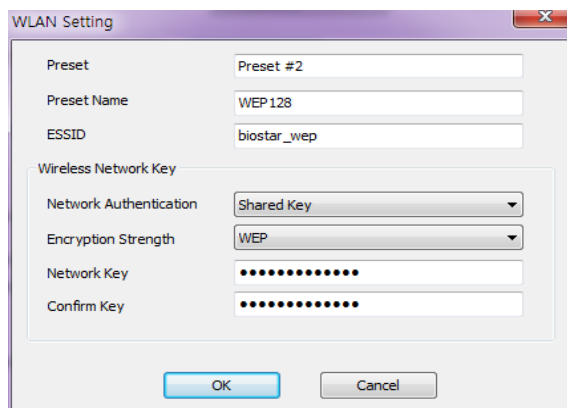 WLAN Setting
Preset Preset #2
Preset Name WEP128
ESSID biostar_wep
Wireless Network Key
Network Authentication Shared Key
Encryption Strength WEP
Network Key •••••••••••••
Confirm Key •••••••••••••
OK Cancel